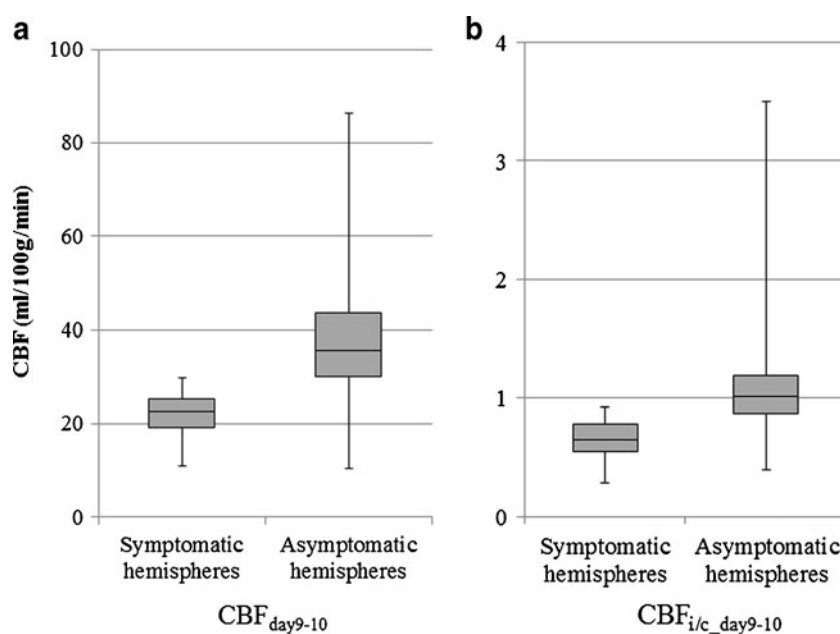 a
100
80
60
40
20
0
CBF (ml/100g/min)
Symptomatic
hemispheres
Asymptomatic
hemispheres
CBFday9-10
b
4
3
2
1
0
Symptomatic
hemispheres
Asymptomatic
hemispheres
CBFi/c_day9-10